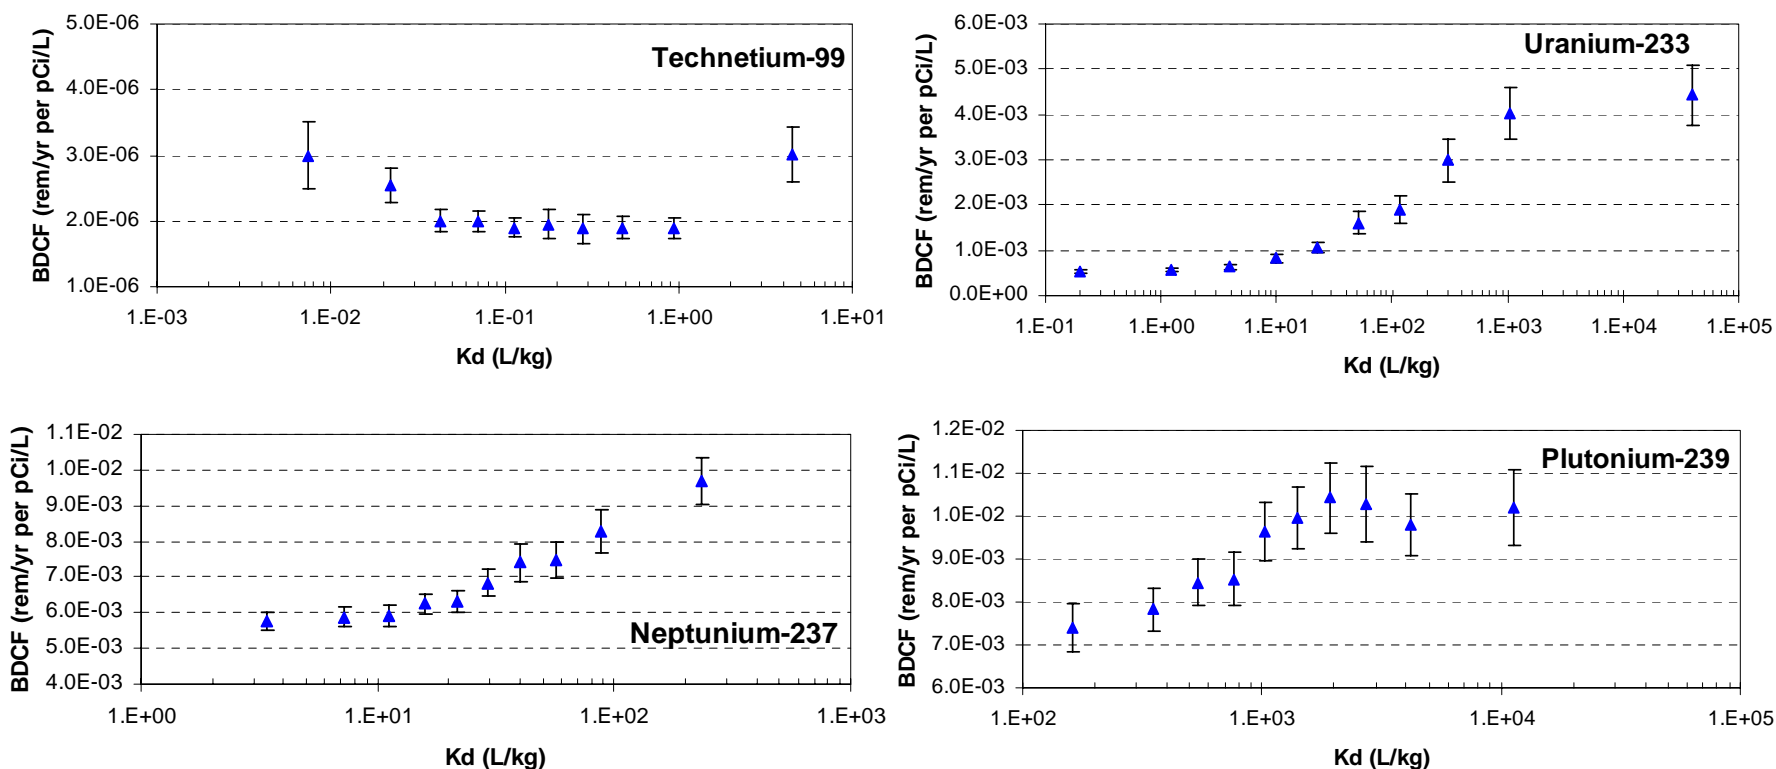 Technetium-99
BDCF (rem/yr per pCi/L)
5.0E-06
4.0E-06
3.0E-06
2.0E-06
1.0E-06
1.E-03 1.E-02 1.E-01 1.E+00 1.E+01
Kd (L/kg)
Uranium-233
BDCF (rem/yr per pCi/L)
6.0E-03
5.0E-03
4.0E-03
3.0E-03
2.0E-03
1.0E-03
0.0E+00
1.E-01 1.E+00 1.E+01 1.E+02 1.E+03 1.E+04 1.E+05
Kd (L/kg)
BDCF (rem/yr per pCi/L)
1.1E-02
1.0E-02
9.0E-03
8.0E-03
7.0E-03
6.0E-03
5.0E-03
4.0E-03
Neptunium-237
1.E+00 1.E+01 1.E+02 1.E+03
Kd (L/kg)
Plutonium-239
BDCF (rem/yr per pCi/L)
1.2E-02
1.1E-02
1.0E-02
9.0E-03
8.0E-03
7.0E-03
6.0E-03
1.E+02 1.E+03 1.E+04 1.E+05
Kd (L/kg)